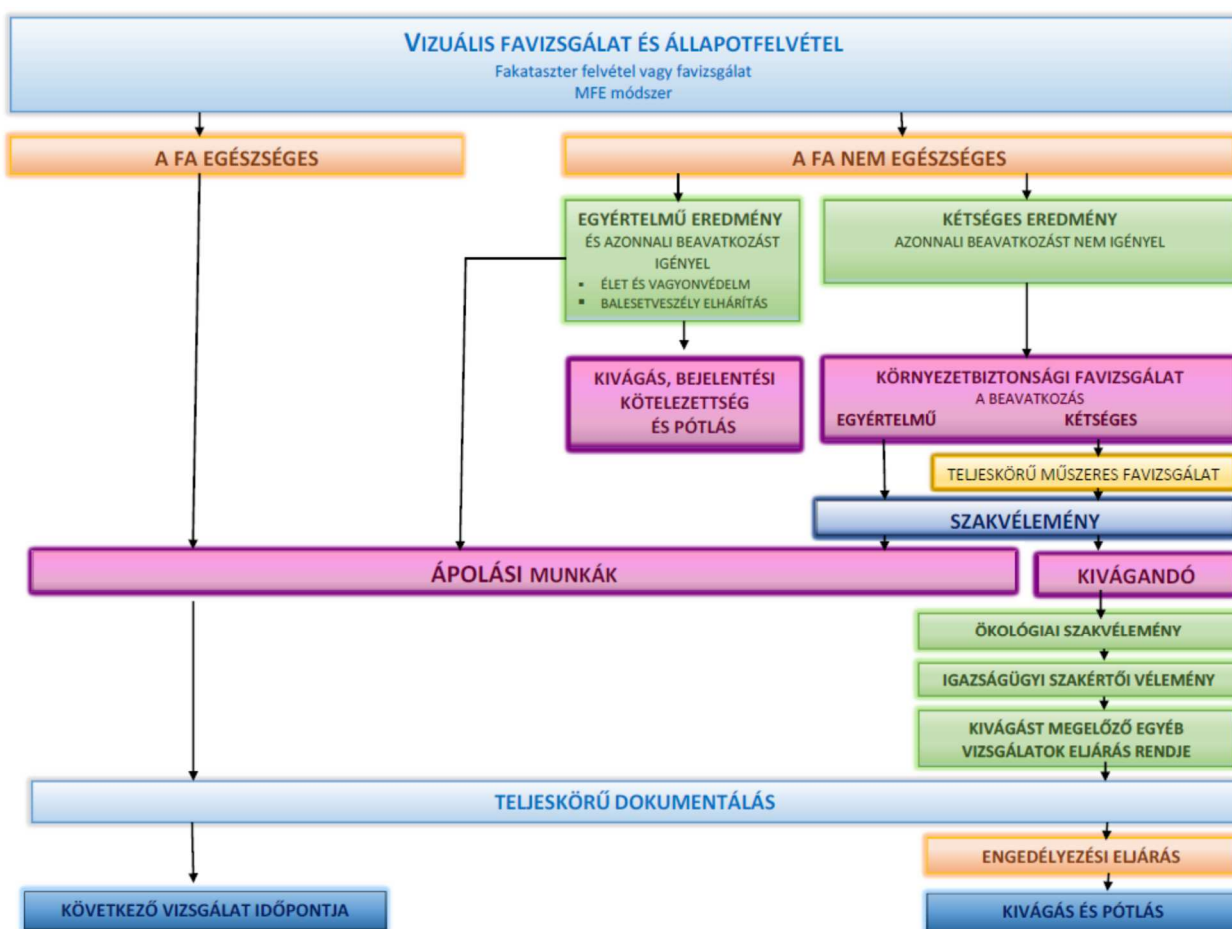 VIZUÁLIS FAVIZSGÁLAT ÉS ÁLLAPOTFELVÉTEL
Fakataszter felvétel vagy favizsgálat
MFE módszer
A FA EGÉSZSÉGES
A FA NEM EGÉSZSÉGES
EGYÉRTELMŰ EREDMÉNY
ÉS AZONNALI BEAVATKOZÁST
IGÉNYEL
▪ ÉLET ÉS VAGYONVÉDELM
▪ BALESETVESZÉLY ELHÁRÍTÁS
KÉTSÉGES EREDMÉNY
AZONNALI BEAVATKOZÁST NEM IGÉNYEL
KIVÁGÁS, BEJELENTÉSI
KÖTELEZETTSÉG
ÉS PÓTLÁS
KÖRNYEZETBIZTONSÁGI FAVIZSGÁLAT
A BEAVATKOZÁS
EGYÉRTELMŰ KÉTSÉGES
TELJESKÖRŰ MŰSZERES FAVIZSGÁLAT
SZAKVÉLEMÉNY
ÁPOLÁSI MUNKÁK
KIVÁGANDÓ
ÖKOLÓGIAI SZAKVÉLEMÉNY
IGAZSÁGÜGYI SZAKÉRTŐI VÉLEMÉNY
KIVÁGÁST MEGELŐZŐ EGYÉB
VIZSGÁLATOK ELJÁRÁS RENDJE
TELJESKÖRŰ DOKUMENTÁLÁS
ENGEDÉLYEZÉSI ELJÁRÁS
KÖVETKEZŐ VIZSGÁLAT IDŐPONTJA
KIVÁGÁS ÉS PÓTLÁS